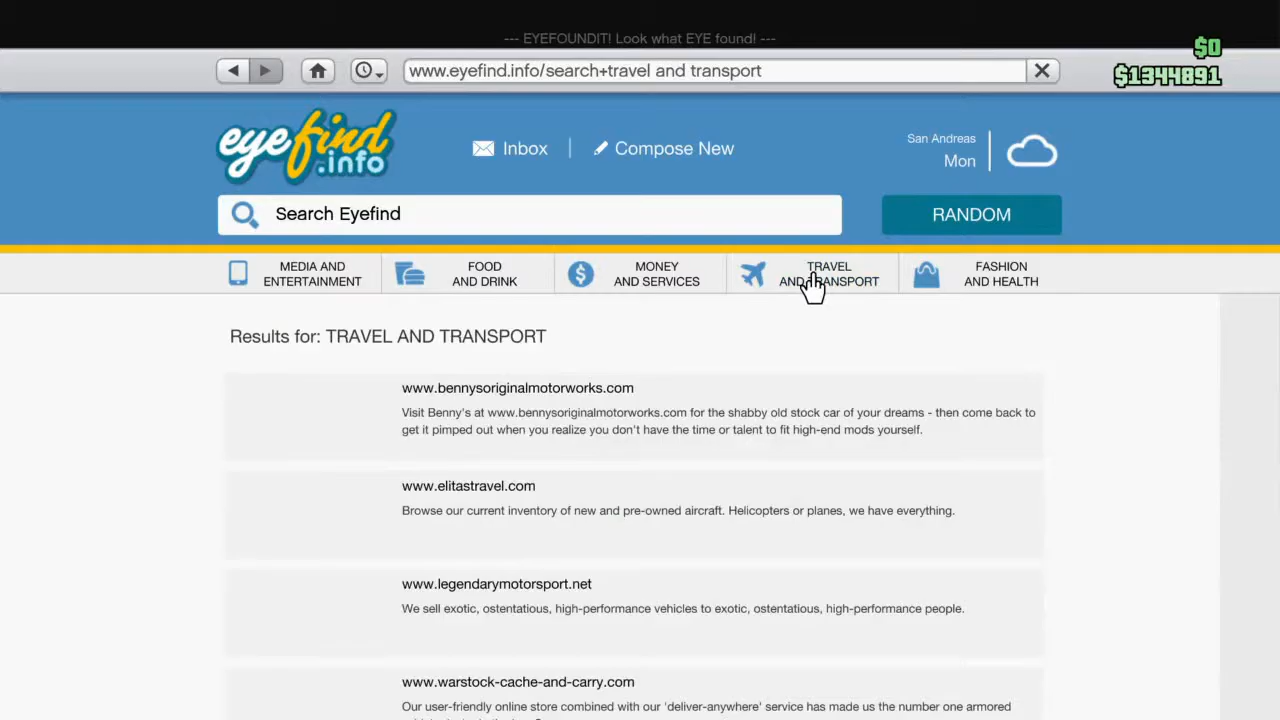 --- EYEFOUNDIT! Look what EYE found! ---
$0
www.eyefind.info/search+travel and transport
$1344891
eyefind
.info
Inbox
Compose New
San Andreas
Mon
Search Eyefind
RANDOM
MEDIA AND
ENTERTAINMENT
FOOD
AND DRINK
MONEY
AND SERVICES
TRAVEL
AND TRANSPORT
FASHION
AND HEALTH
Results for: TRAVEL AND TRANSPORT
www.bennysoriginalmotorworks.com
Visit Benny's at www.bennysoriginalmotorworks.com for the shabby old stock car of your dreams - then come back to
get it pimped out when you realize you don't have the time or talent to fit high-end mods yourself.
www.elitastravel.com
Browse our current inventory of new and pre-owned aircraft. Helicopters or planes, we have everything.
www.legendarymotorsport.net
We sell exotic, ostentatious, high-performance vehicles to exotic, ostentatious, high-performance people.
www.warstock-cache-and-carry.com
Our user-friendly online store combined with our 'deliver-anywhere' service has made us the number one armored